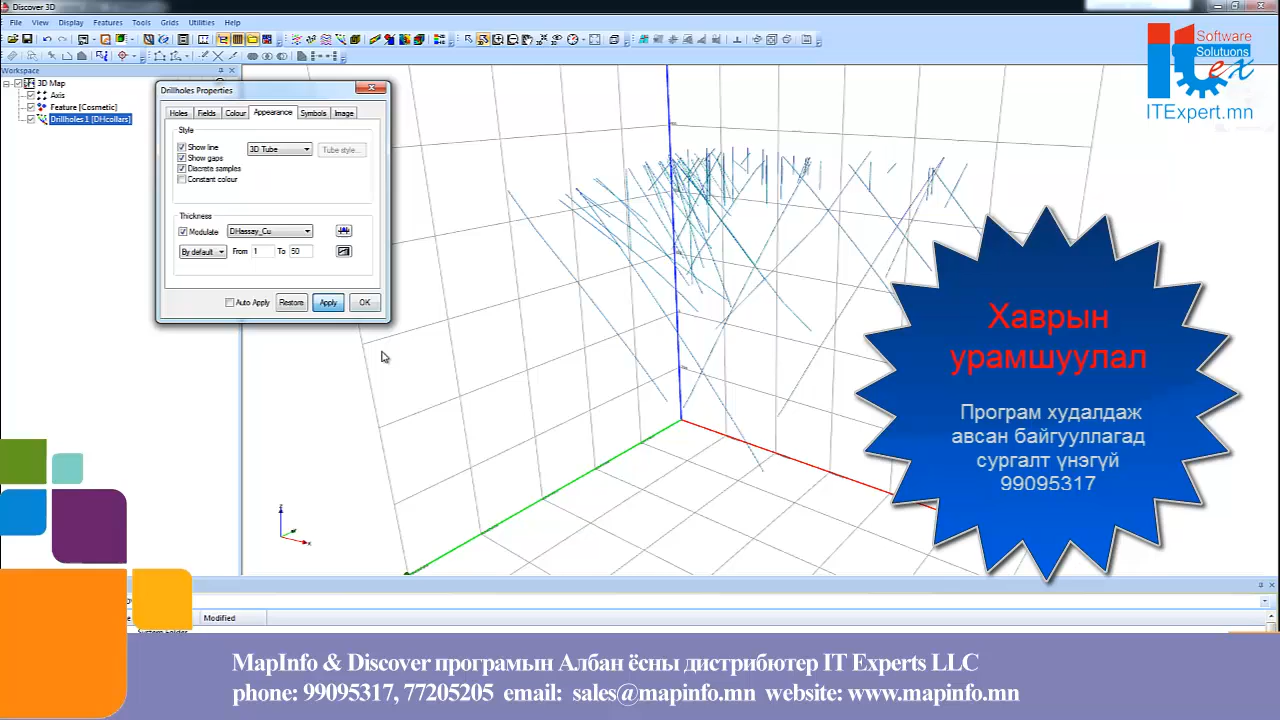 Discover 3D
File View Display Features Tools Grids Utilities Help
Workspace
3D Map
Axis
Feature [Cosmetic]
Drillholes 1 [DHcollars]
Drillholes Properties
Holes Fields Colour Appearance Symbols Image
Style
Show line 3D Tube Tube style...
Show gaps
Discrete samples
Constant colour
Thickness
Modulate DHassay_Cu
By default From 1 To 50
Auto Apply Restore Apply OK
Software
Solutuons
ITex
ITExpert.mn
Хаврын
урамшуулал
Програм худалдаж
авсан байгууллагад
сургалт үнэгүй
99095317
Modified
System Folder
MapInfo & Discover програмын Албан ёсны дистрибютер IT Experts LLC
phone: 99095317, 77205205 email: sales@mapinfo.mn website: www.mapinfo.mn